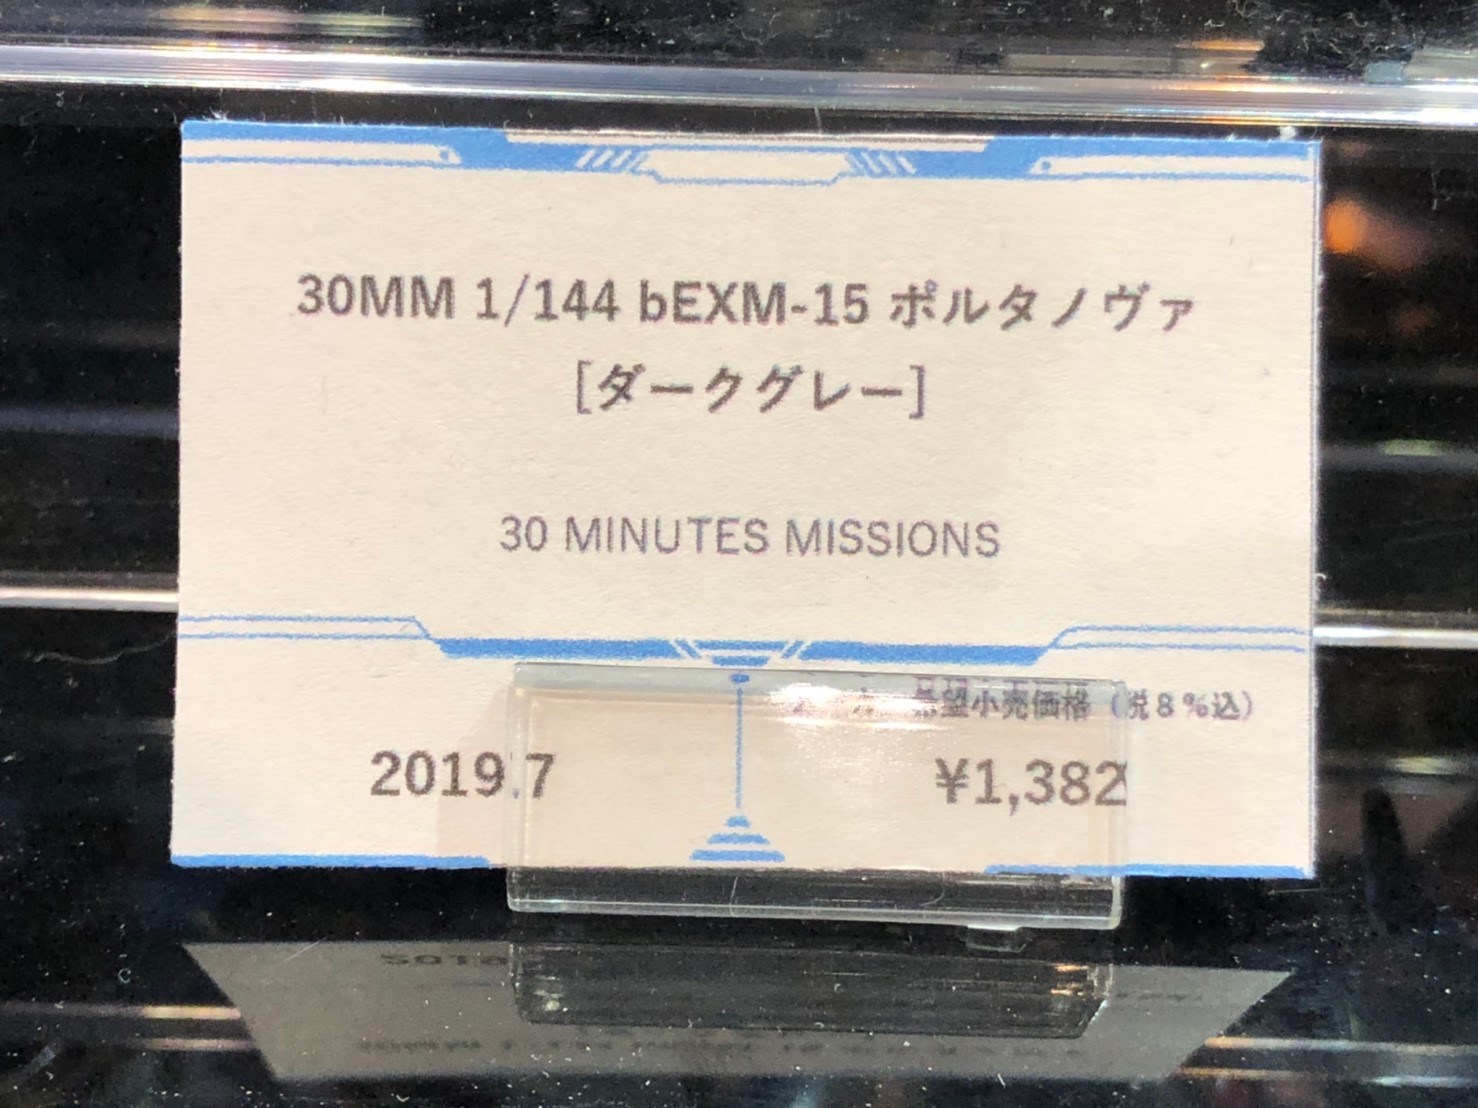 30MM 1/144 bEXM-15 ポルタノヴァ
[ダークグレー]
30 MINUTES MISSIONS
希望小売価格（税8%込）
2019.7
¥1,382